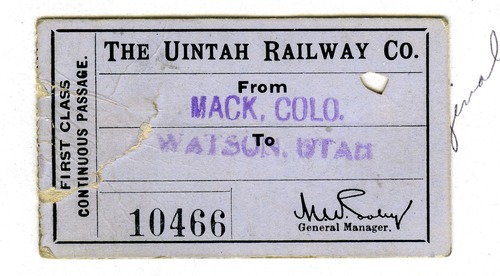 THE UINTAH RAILWAY CO.
FIRST CLASS
CONTINUOUS PASSAGE.
From
MACK, COLO.
To
WATSON, UTAH
10466
General Manager.